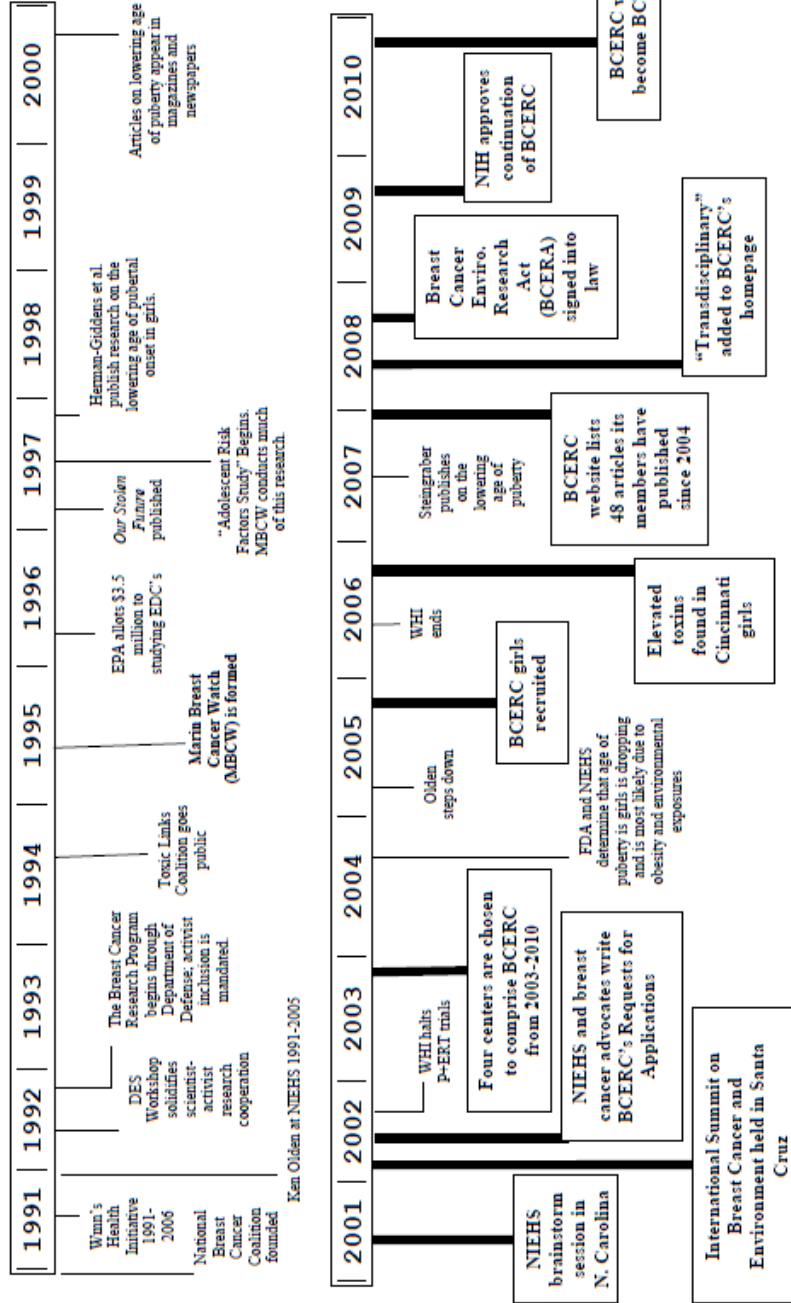 1991
1992
1993
1994
1995
1996
1997
1998
1999
2000
Wmn's
Health
Initiative
1991-
2006
National
Breast
Cancer
Coalition
founded
Ken Olden at NIEHS 1991-2005
DES
Workshop
solidifies
scientist-
activist
research
cooperation
The Breast Cancer
Research Program
begins through
Department of
Defense; activist
inclusion is
mandated.
Toxic Links
Coalition goes
public
Marin Breast
Cancer Watch
(MBCW) is formed
EPA allots $3.5
million to
studying EDC's
Our Stolen
Future
published
"Adolescent Risk
Factors Study" Begins.
MBCW conducts much
of this research.
Herman-Giddens et al.
publish research on the
lowering age of pubertal
onset in girls.
Articles on lowering age
of puberty appear in
magazines and
newspapers
2001
2002
2003
2004
2005
2006
2007
2008
2009
2010
NIEHS
brainstorm
session in
N. Carolina
International Summit on
Breast Cancer and
Environment held in Santa
Cruz
NIEHS and breast
cancer advocates write
BCERC's Requests for
Applications
WHI halts
p+ERT trials
Four centers are chosen
to comprise BCERC
from 2003-2010
FDA and NIEHS
determine that age of
puberty is girls is dropping
and is most likely due to
obesity and environmental
exposures
Olden
steps down
BCERC girls
recruited
WHI
ends
Elevated
toxins
found in
Cincinnati
girls
Steingraber
publishes
on the
lowering
age of
puberty
BCERC
website lists
48 articles its
members have
published
since 2004
"Transdisciplinary"
added to BCERC's
homepage
Breast
Cancer
Enviro.
Research
Act
(BCERA)
signed into
law
NIH approves
continuation
of BCERC
BCERC
become